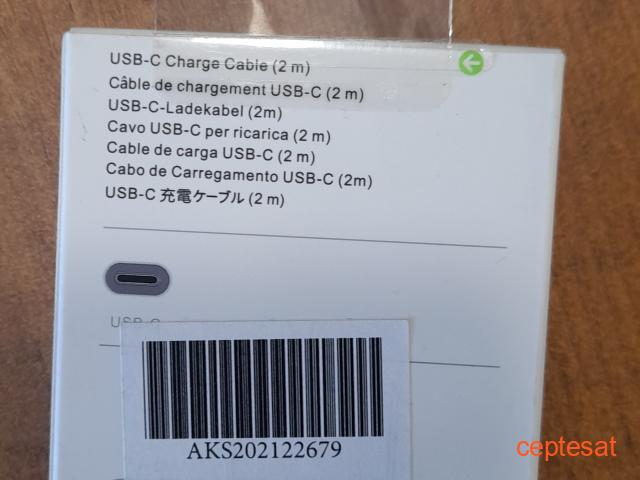 USB-C Charge Cable (2 m)
Câble de chargement USB-C (2 m)
USB-C-Ladekabel (2m)
Cavo USB-C per ricarica (2 m)
Cable de carga USB-C (2 m)
Cabo de Carregamento USB-C (2m)
USB-C 充電ケーブル (2 m)
USB-C
AKS202122679
ceptesat